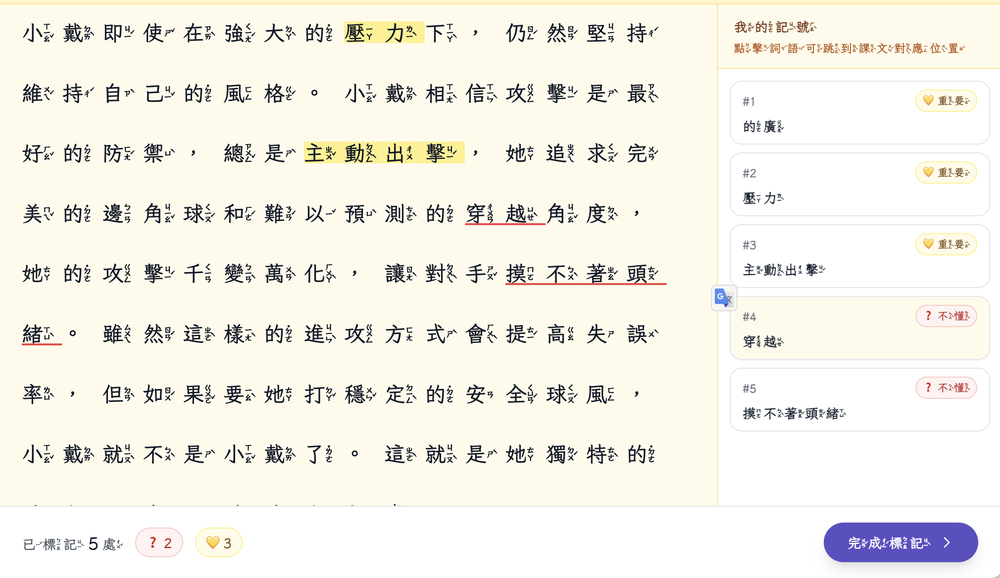 小戴即使在強大的壓力下，仍然堅持
維持自己的風格。小戴相信攻擊是最
好的防禦，總是主動出擊，她追求完
美的邊角球和難以預測的穿越角度，
她的攻擊千變萬化，讓對手摸不著頭
緒。雖然這樣的進攻方式會提高失誤
率，但如果要她打穩定的安全球風，
小戴就不是小戴了。這就是她獨特的
我的記號
點擊詞語可跳到課文對應位置
#1
重要
的廣
#2
重要
壓力
#3
重要
主動出擊
#4
? 不懂
穿越
#5
? 不懂
摸不著頭緒
已標記 5 處
? 2
3
完成標記